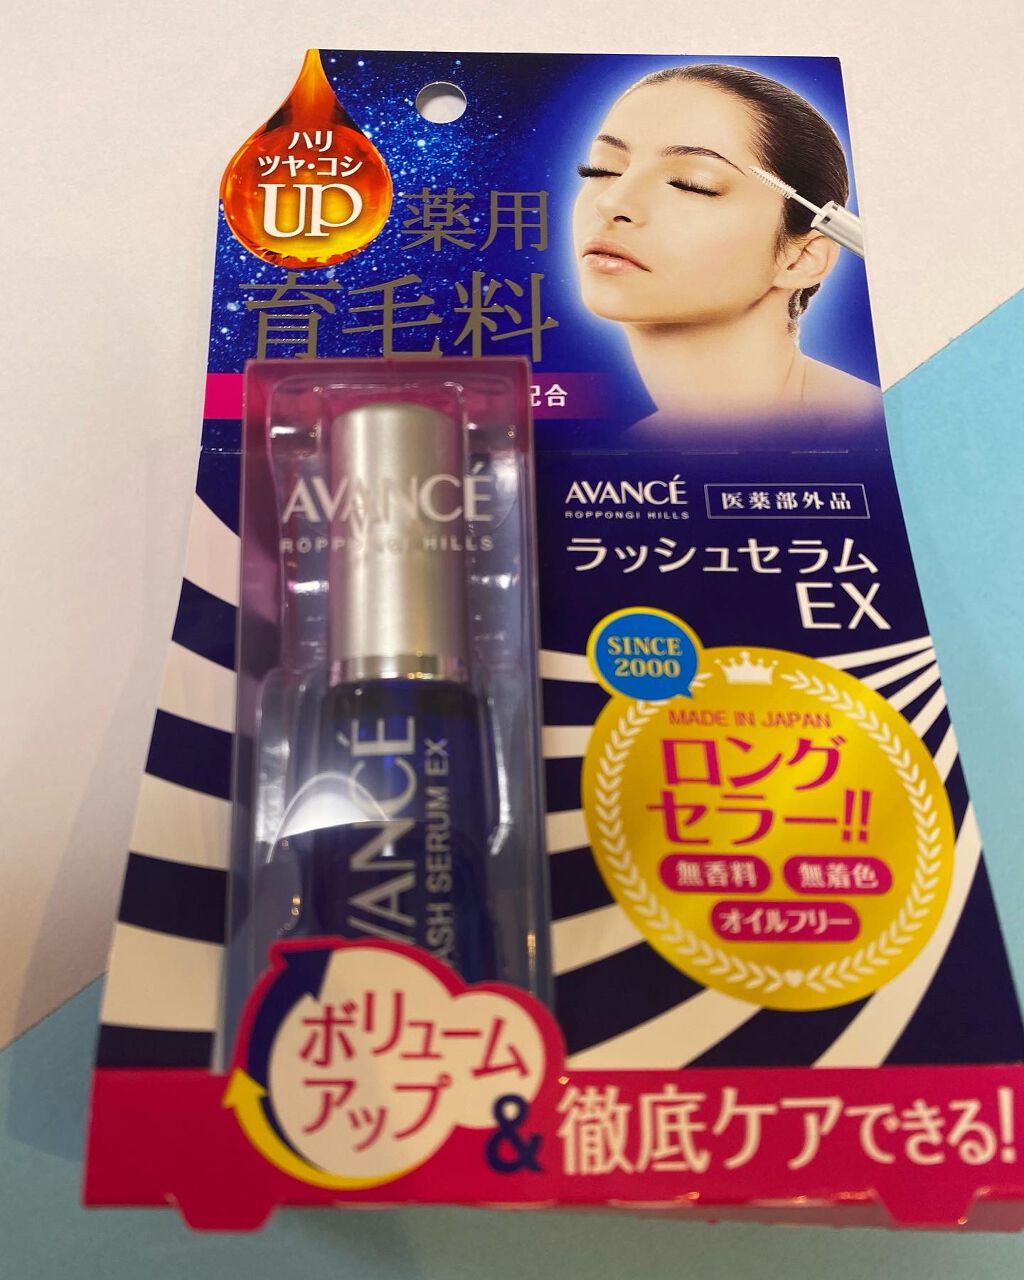 ハリ
ツヤ・コシ
UP
薬用
育毛料
配合
AVANCÉ
ROPPONGI HILLS
AVANCÉ
ROPPONGI HILLS
医薬部外品
ラッシュセラム
EX
SINCE
2000
MADE IN JAPAN
ロング
セラー!!
無香料
無着色
オイルフリー
AVANCÉ
LASH SERUM EX
ボリューム
アップ
&
徹底ケアできる!